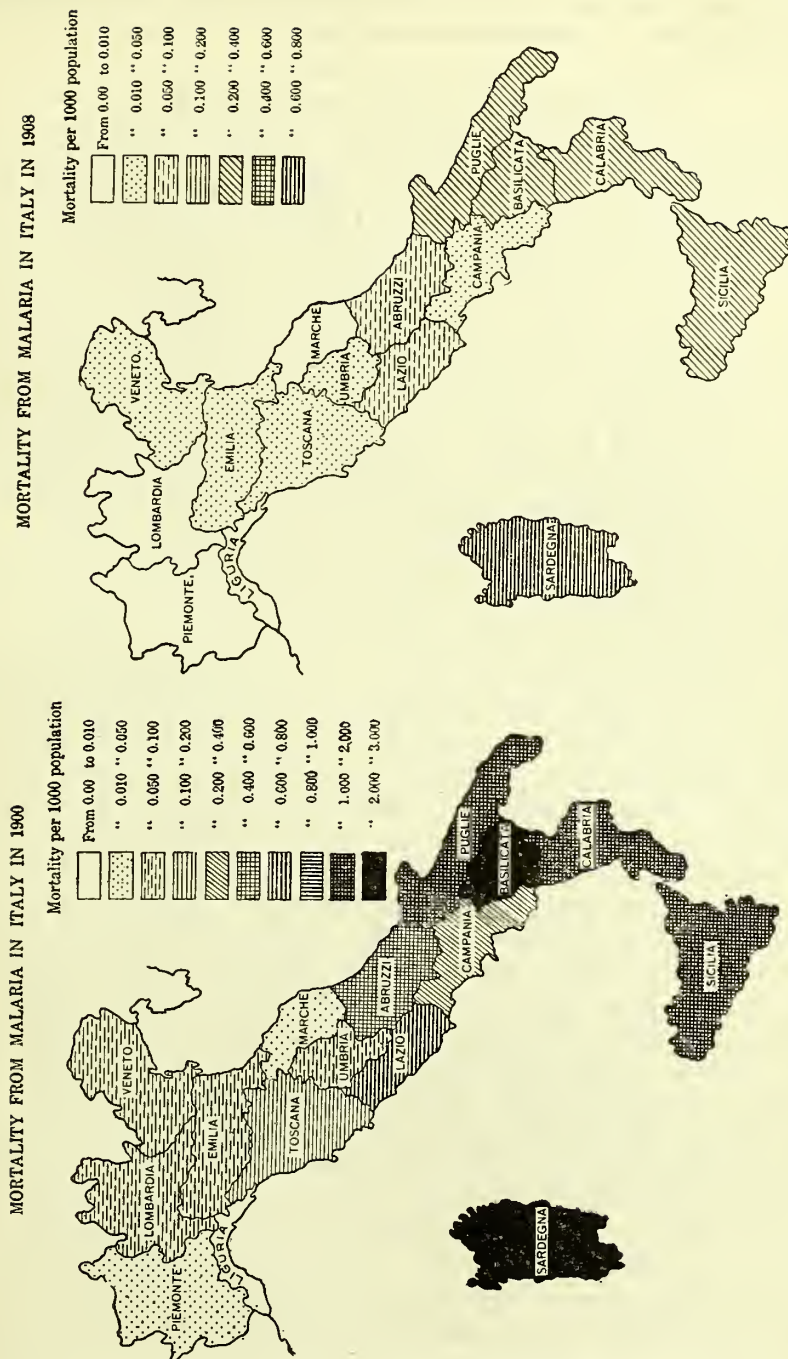 MORTALITY FROM MALARIA IN ITALY IN 1900
Mortality per 1000 population
From 0.00 to 0.010
“ 0.010 “ 0.050
“ 0.050 “ 0.100
“ 0.100 “ 0.200
“ 0.200 “ 0.400
“ 0.400 “ 0.600
“ 0.600 “ 0.800
“ 0.800 “ 1.000
“ 1.000 “ 2.000
“ 2.000 “ 3.000
PIEMONTE
LOMBARDIA
VENETO
LIGURIA
EMILIA
TOSCANA
MARCHE
UMBRIA
LAZIO
ABRUZZI
CAMPANIA
PUGLIE
BASILICATA
CALABRIA
SARDEGNA
SICILIA
MORTALITY FROM MALARIA IN ITALY IN 1908
Mortality per 1000 population
From 0.00 to 0.010
“ 0.010 “ 0.050
“ 0.050 “ 0.100
“ 0.100 “ 0.200
“ 0.200 “ 0.400
“ 0.400 “ 0.600
“ 0.600 “ 0.800
PIEMONTE
LOMBARDIA
VENETO
LIGURIA
EMILIA
TOSCANA
MARCHE
UMBRIA
LAZIO
ABRUZZI
CAMPANIA
PUGLIE
BASILICATA
CALABRIA
SARDEGNA
SICILIA